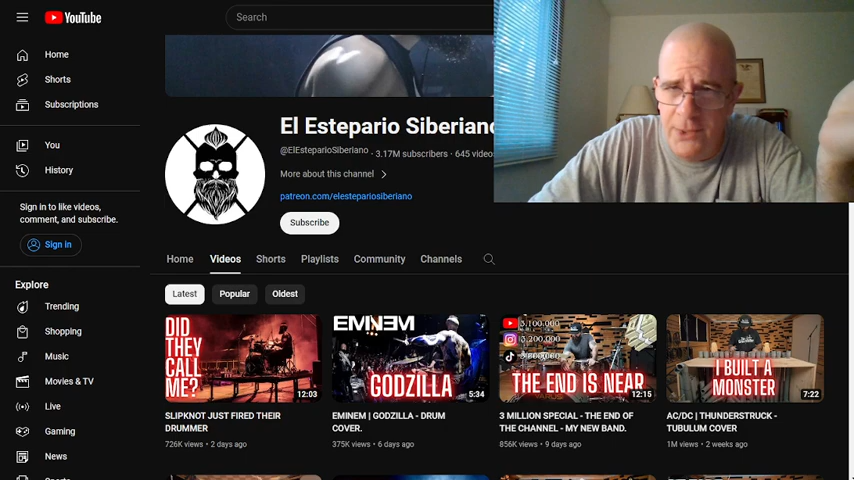 YouTube
Search
Home
Shorts
Subscriptions
You
History
Sign in to like videos,
comment, and subscribe.
Sign in
Explore
Trending
Shopping
Music
Movies & TV
Live
Gaming
News
El Estepario Siberiano
@ElEsteparioSiberiano · 3.17M subscribers · 645 videos
More about this channel
patreon.com/elestepariosiberiano
Subscribe
Home
Videos
Shorts
Playlists
Community
Channels
Latest
Popular
Oldest
DID
THEY
CALL
ME?
12:03
SLIPKNOT JUST FIRED THEIR
DRUMMER
726K views • 2 days ago
EMINEM
GODZILLA
5:34
EMINEM | GODZILLA - DRUM
COVER.
375K views • 6 days ago
3,100,000
3,200,000
THE END IS NEAR
12:15
3 MILLION SPECIAL - THE END OF
THE CHANNEL - MY NEW BAND.
856K views • 9 days ago
I BUILT A
MONSTER
7:22
AC/DC | THUNDERSTRUCK -
TUBULUM COVER
1M views • 2 weeks ago